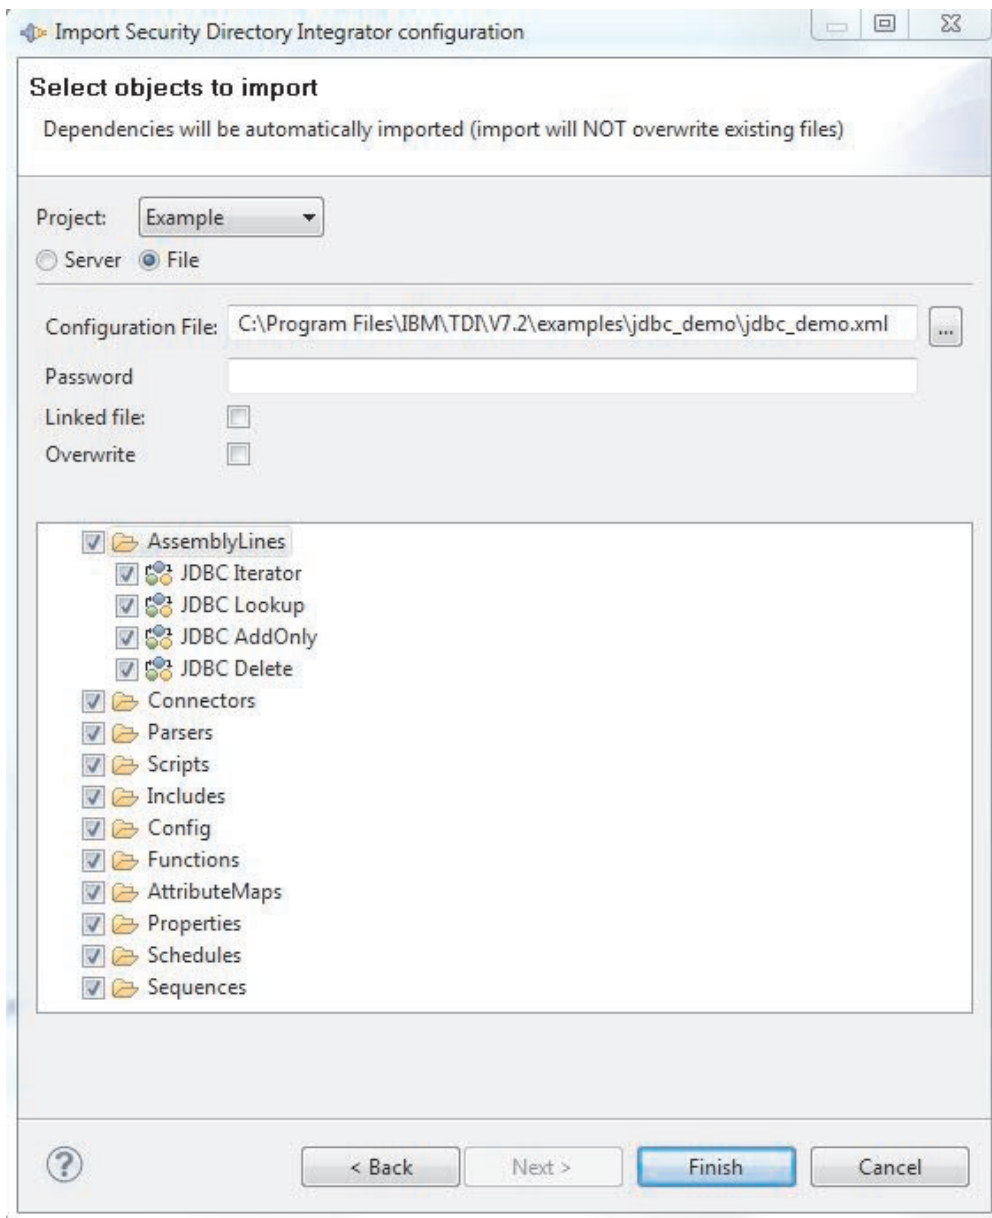 Import Security Directory Integrator configuration
Select objects to import
Dependencies will be automatically imported (import will NOT overwrite existing files)
Project: Example
Server File
Configuration File: C:\Program Files\IBM\TDI\V7.2\examples\jdbc_demo\jdbc_demo.xml ...
Password
Linked file:
Overwrite
AssemblyLines
JDBC Iterator
JDBC Lookup
JDBC AddOnly
JDBC Delete
Connectors
Parsers
Scripts
Includes
Config
Functions
AttributeMaps
Properties
Schedules
Sequences
? < Back Next > Finish Cancel